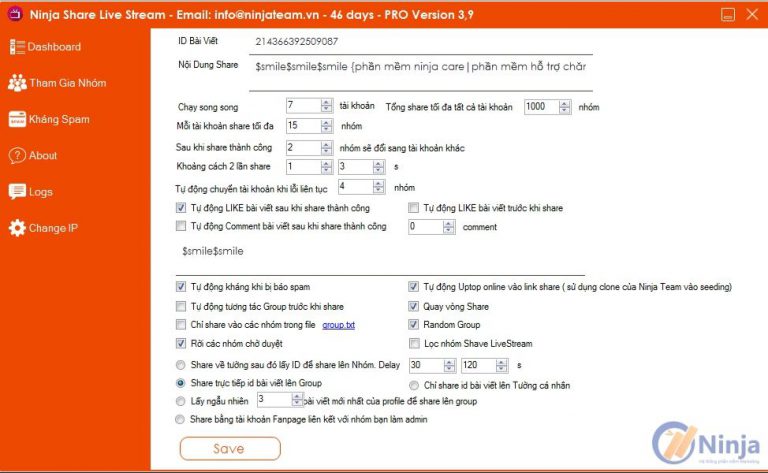 Ninja Share Live Stream - Email: info@ninjateam.vn - 46 days - PRO Version 3,9
Dashboard
Tham Gia Nhóm
Kháng Spam
About
Logs
Change IP
ID Bài Viết 214366392509087
Nội Dung Share $smile$smile$smile {phần mềm ninja care|phần mềm hỗ trợ chăr
Chạy song song 7 tài khoản Tổng share tối đa tất cả tài khoản 1000 nhóm
Mỗi tài khoản share tối đa 15 nhóm
Sau khi share thành công 2 nhóm sẽ đổi sang tài khoản khác
Khoảng cách 2 lần share 1 3 s
Tự động chuyển tài khoản khi lỗi liên tục 4 nhóm
Tự động LIKE bài viết sau khi share thành công Tự động LIKE bài viết trước khi share
Tự động Comment bài viết sau khi share thành công 0 comment
$smile$smile
Tự động kháng khi bị báo spam Tự động Uptop online vào link share ( sử dụng clone của Ninja Team vào seeding)
Tự động tương tác Group trước khi share Quay vòng Share
Chỉ share vào các nhóm trong file group.txt Random Group
Rời các nhóm chờ duyệt Lọc nhóm Shave LiveStream
Share về tường sau đó lấy ID để share lên Nhóm. Delay 30 120 s
Share trực tiếp id bài viết lên Group Chỉ share id bài viết lên Tường cá nhân
Lấy ngẫu nhiên 3 bài viết mới nhất của profile để share lên group
Share bằng tài khoản Fanpage liên kết với nhóm bạn làm admin
Save
Ninja